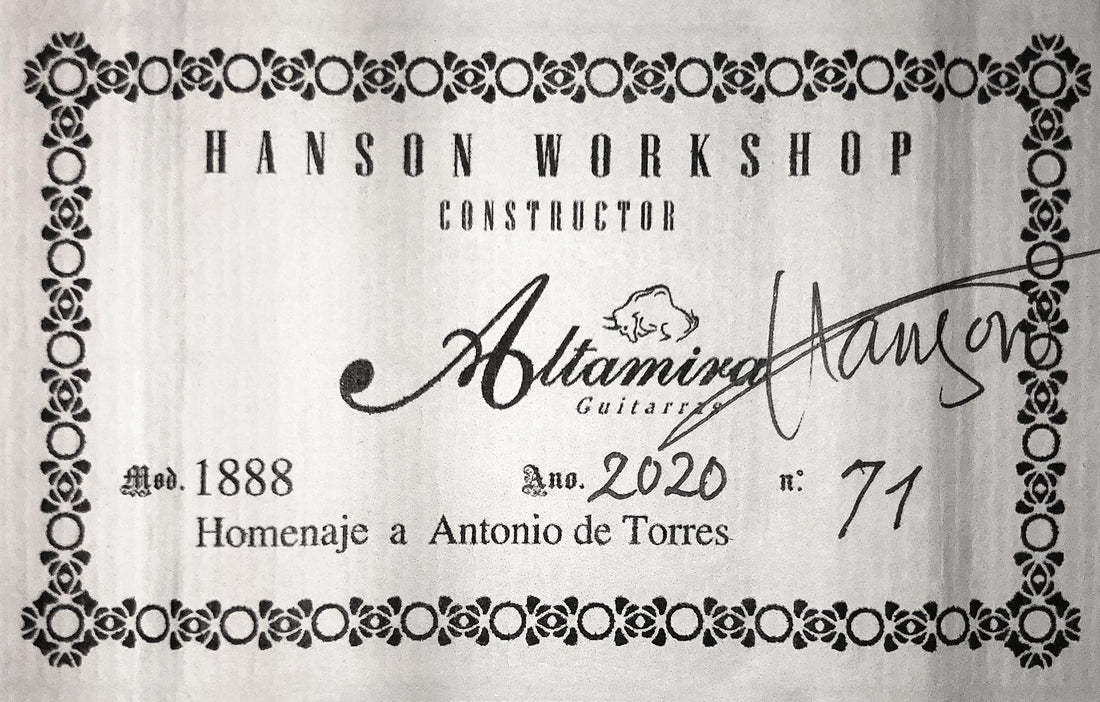 HANSON WORKSHOP
CONSTRUCTOR
Altamira Hanson
Guitarras
Mod. 1888 Ano. 2020 n: 71
Homenaje a Antonio de Torres